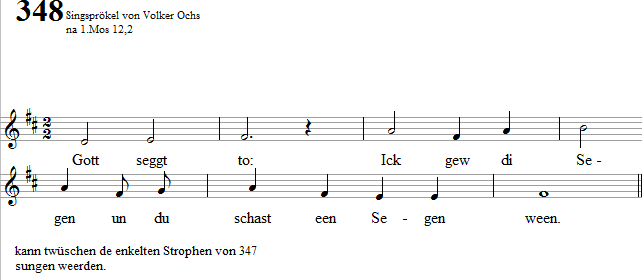 348 Singsprökel von Volker Ochs
na 1.Mos 12,2
Gott seggt to: Ick gew di Se -
gen un du schast een Se - gen ween.
kann twüschen de enkelten Strophen von 347
sungen weerden.